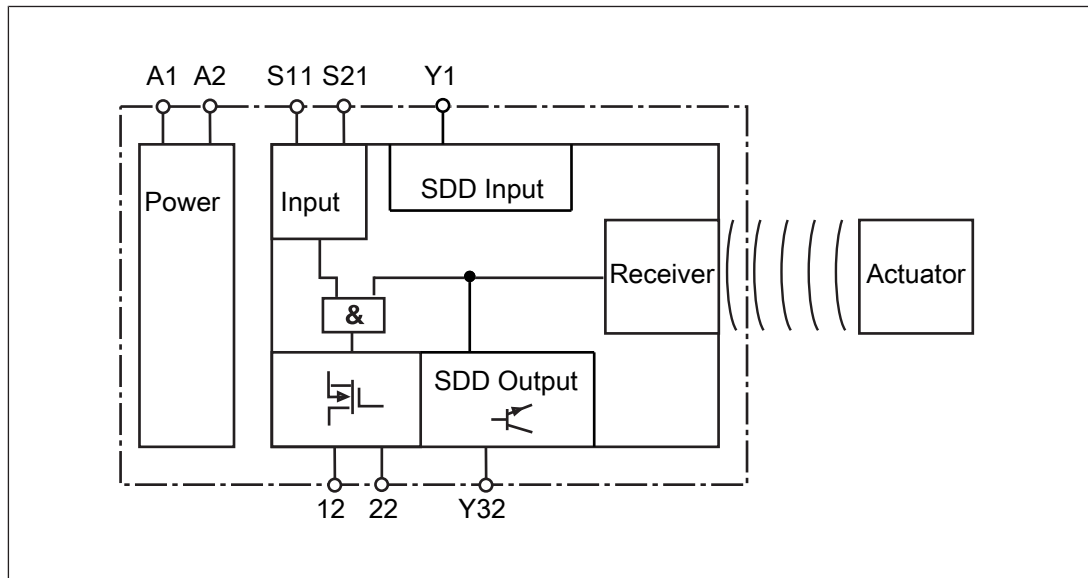 A1 A2 S11 S21 Y1
Power
Input
SDD Input
Receiver
Actuator
&
SDD Output
12 22 Y32